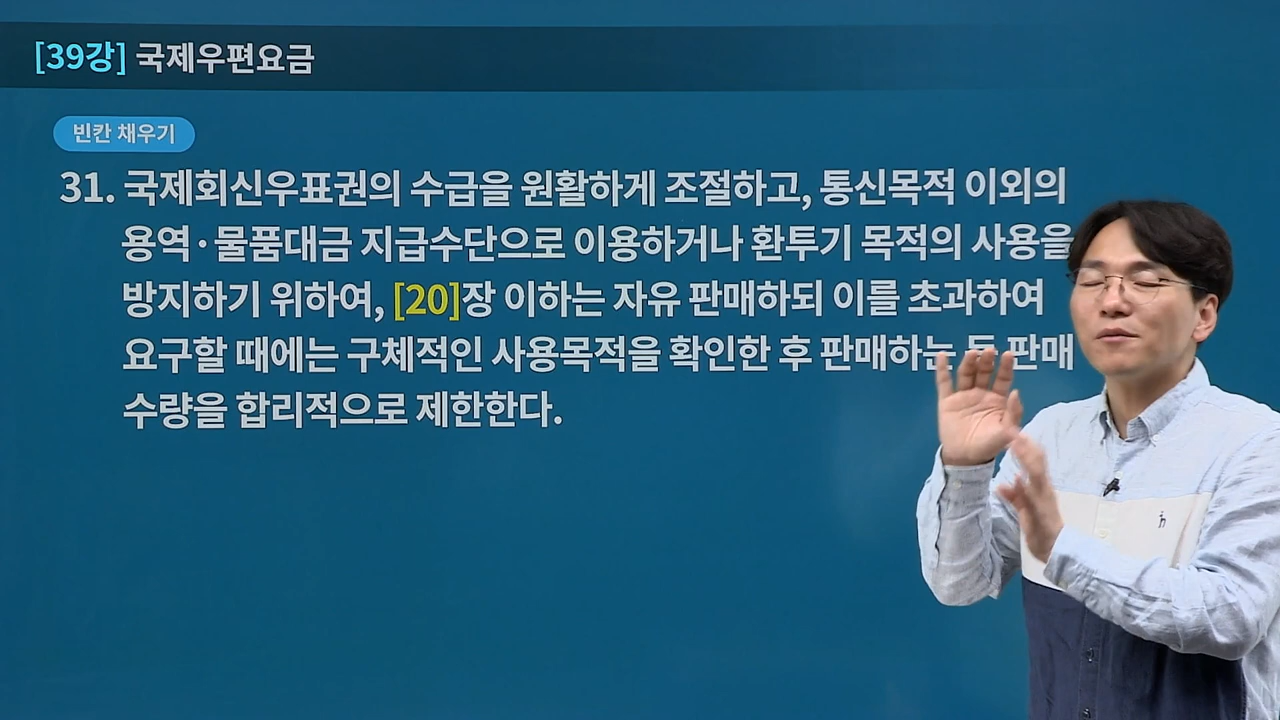 [39강] 국제우편요금
빈칸 채우기
31. 국제회신우표권의 수급을 원활하게 조절하고, 통신목적 이외의
용역·물품대금 지급수단으로 이용하거나 환투기 목적의 사용을
방지하기 위하여, [20]장 이하는 자유 판매하되 이를 초과하여
요구할 때에는 구체적인 사용목적을 확인한 후 판매하는 등 판매
수량을 합리적으로 제한한다.